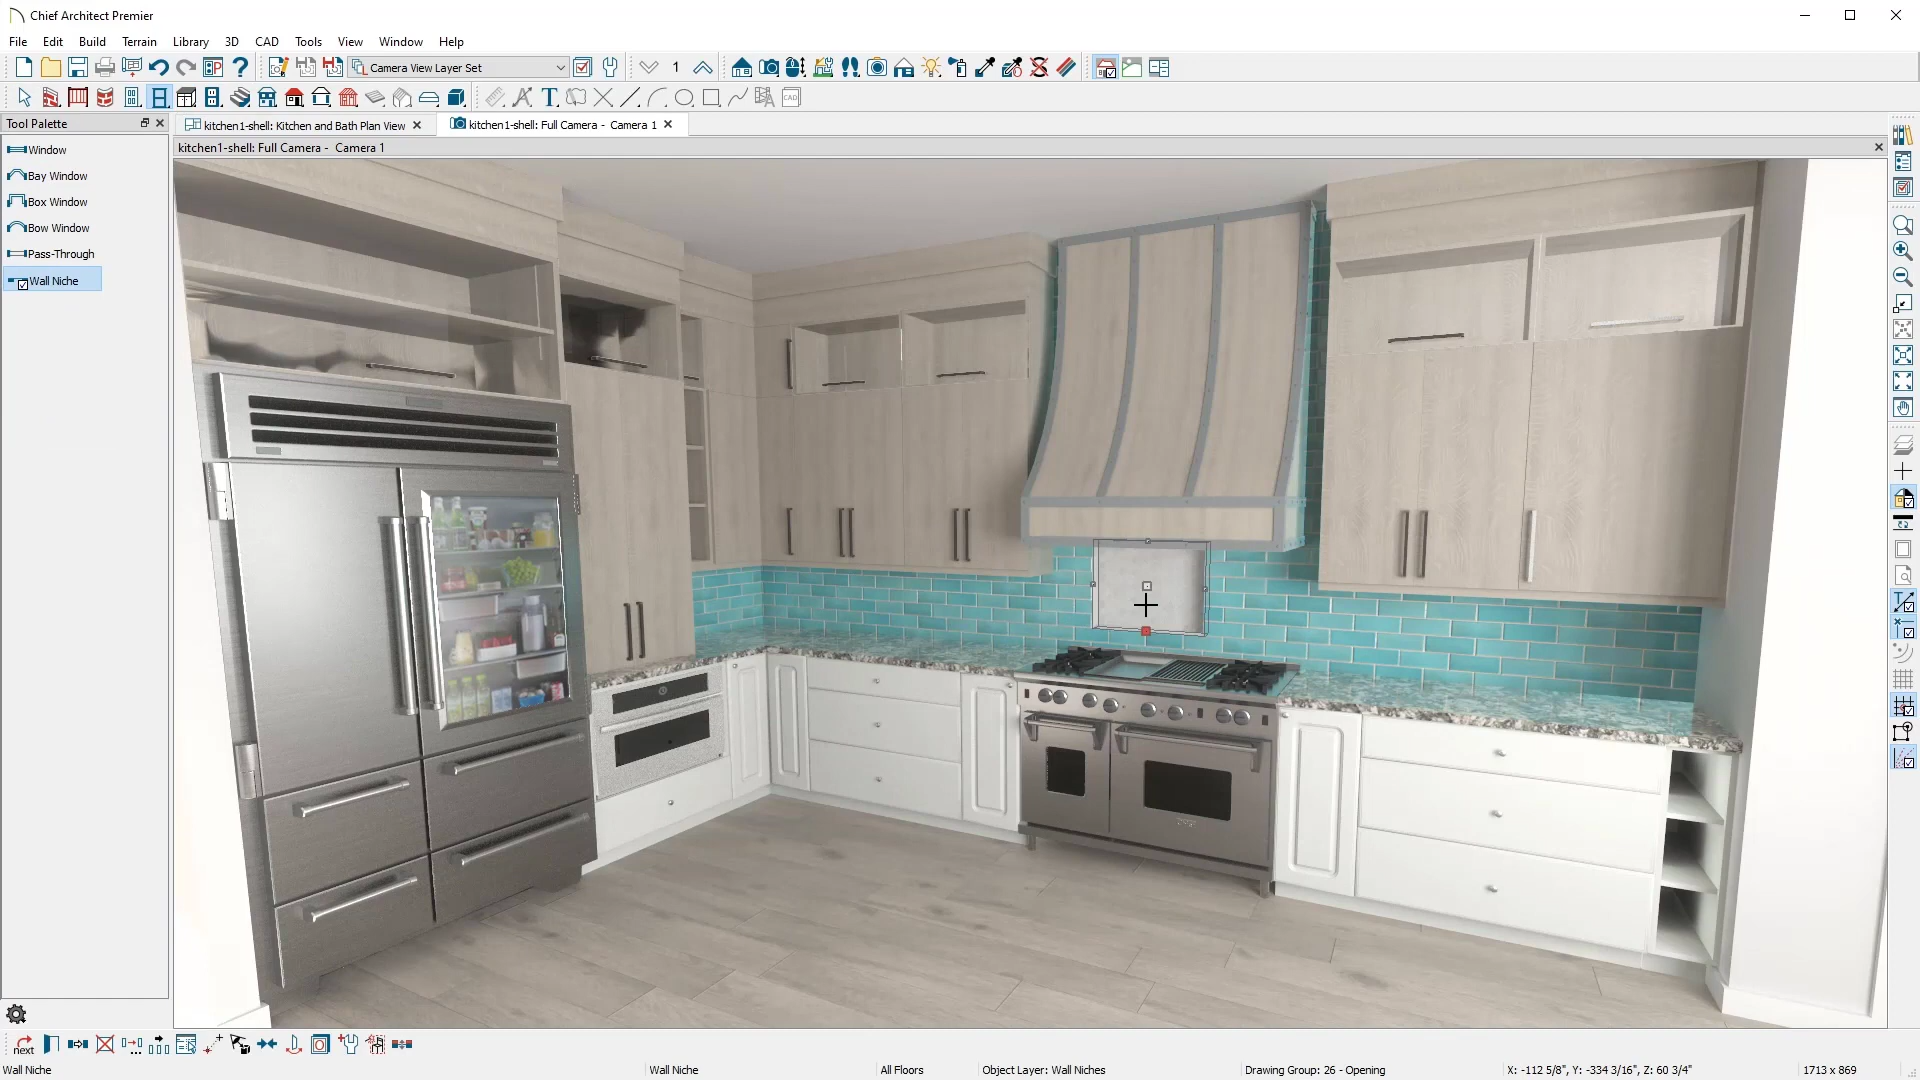 Chief Architect Premier
File Edit Build Terrain Library 3D CAD Tools View Window Help
Camera View Layer Set
1
Tool Palette
kitchen1-shell: Kitchen and Bath Plan View
kitchen1-shell: Full Camera - Camera 1
kitchen1-shell: Full Camera - Camera 1
Window
Bay Window
Box Window
Bow Window
Pass-Through
Wall Niche
next
Wall Niche
Wall Niche
All Floors
Object Layer: Wall Niches
Drawing Group: 26 - Opening
X: -112 5/8", Y: -334 3/16", Z: 60 3/4"
1713 x 869